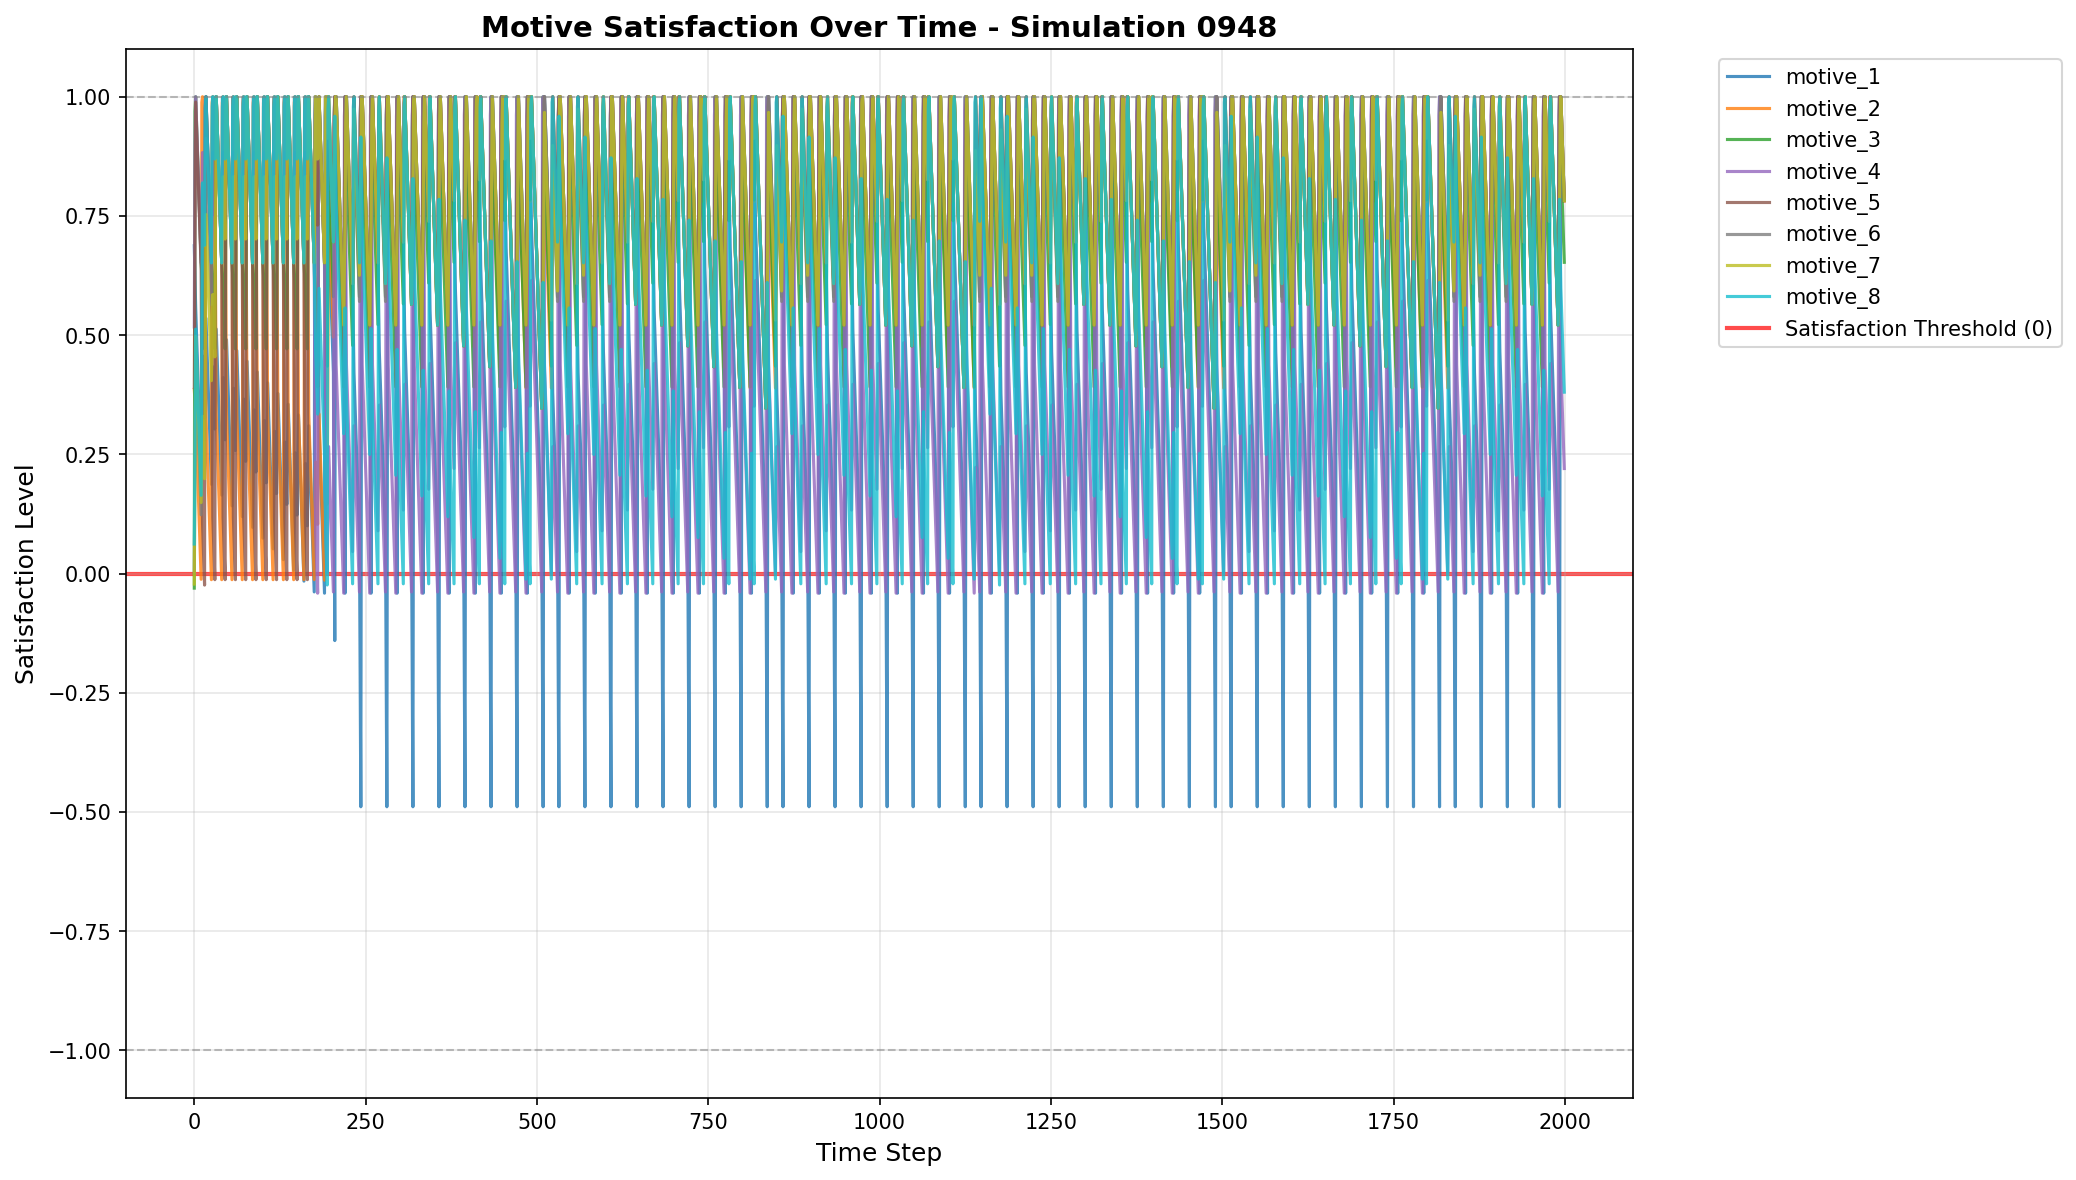 Motive Satisfaction Over Time - Simulation 0948
1.00
0.75
0.50
0.25
0.00
−0.25
−0.50
−0.75
−1.00
Satisfaction Level
0 250 500 750 1000 1250 1500 1750 2000
Time Step
motive_1
motive_2
motive_3
motive_4
motive_5
motive_6
motive_7
motive_8
Satisfaction Threshold (0)